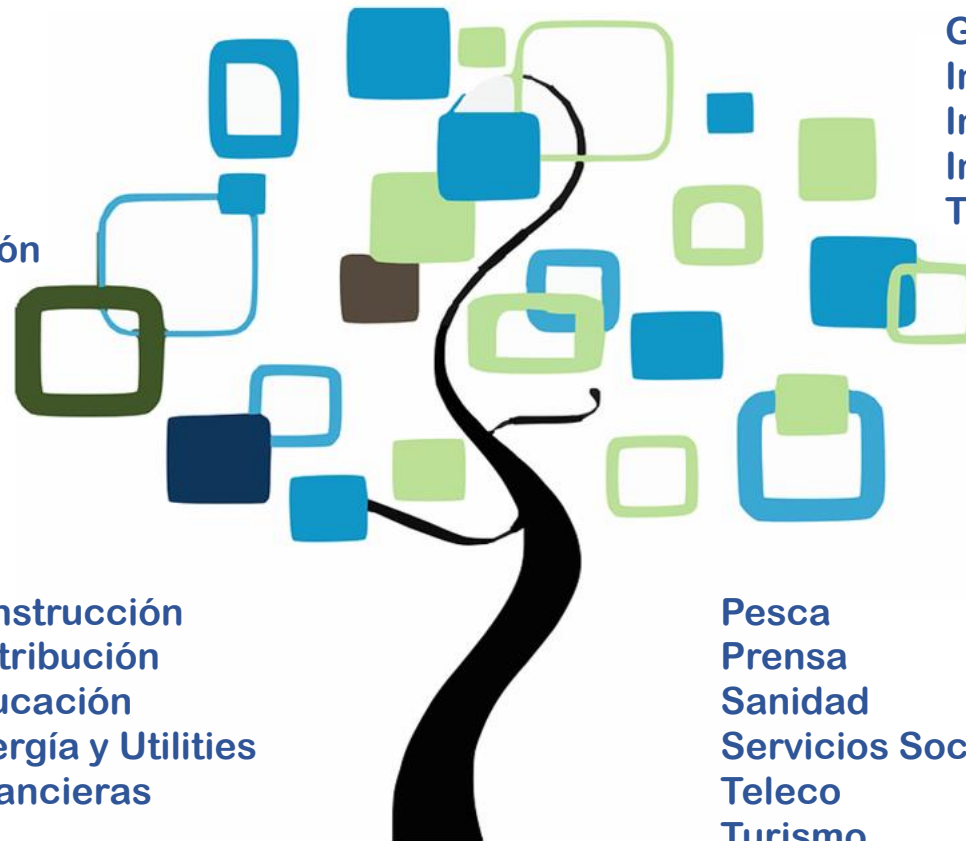 ón
nstrucción
tribución
ucación
ergía y Utilities
ancieras
G
In
In
In
T
Pesca
Prensa
Sanidad
Servicios Soc
Teleco
Turismo